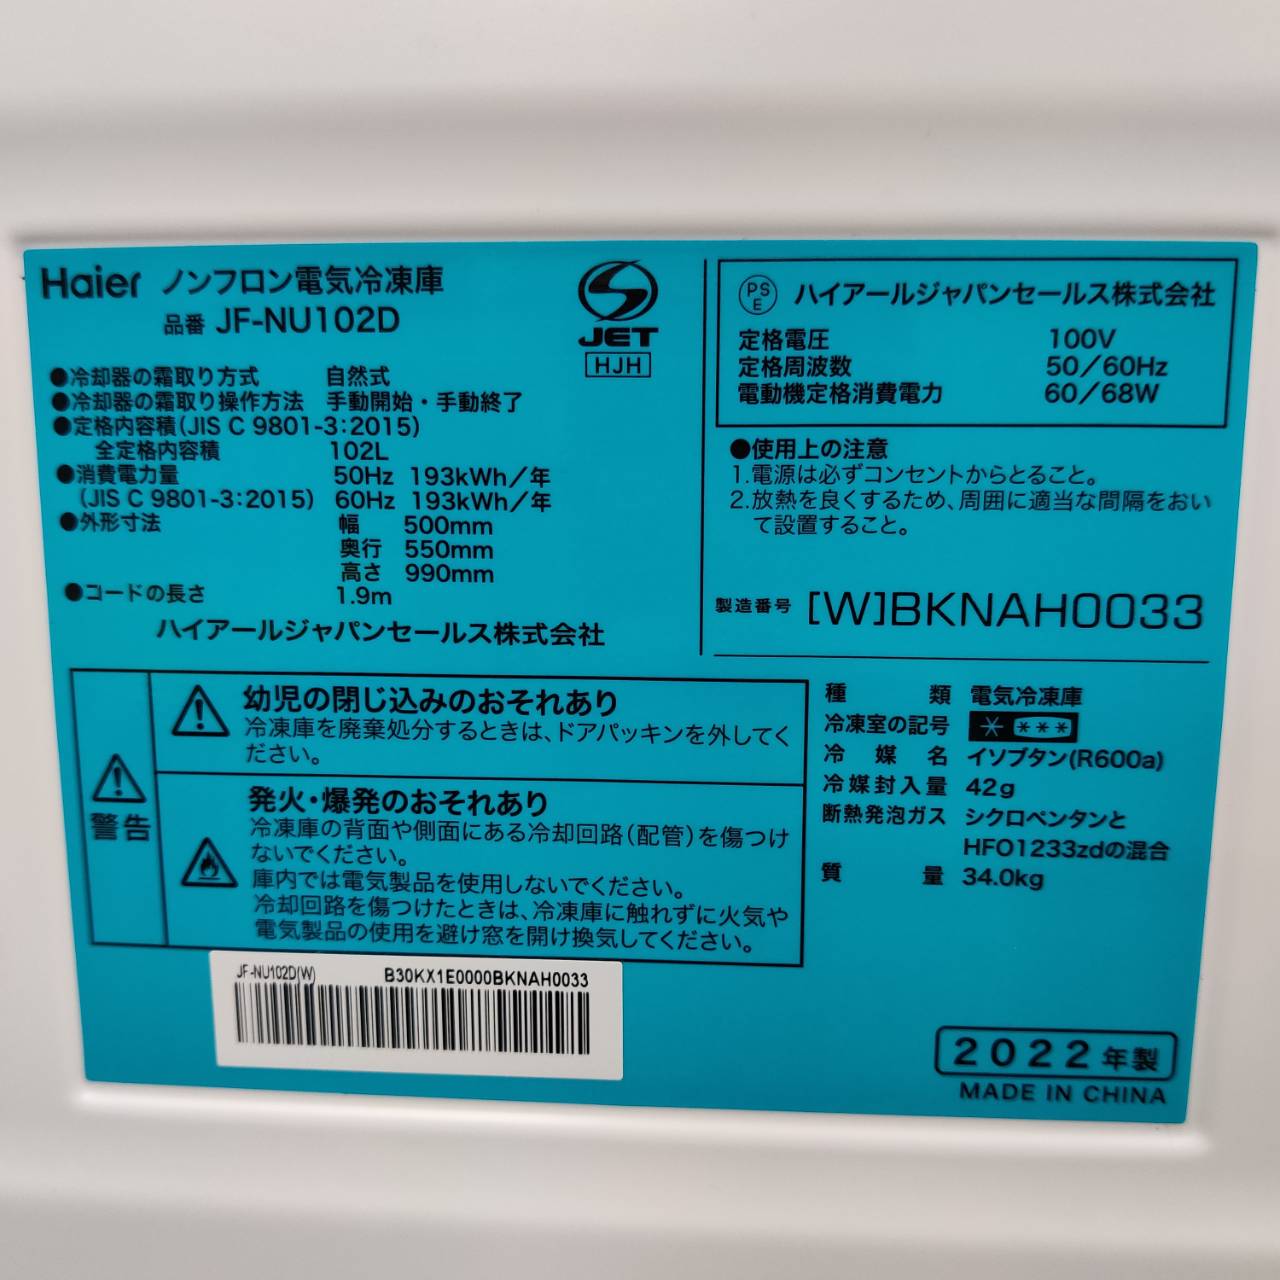 Haier ノンフロン電気冷凍庫
品番 JF-NU102D
JET
HJH
●冷却器の霜取り方式 自然式
●冷却器の霜取り操作方法 手動開始・手動終了
●定格内容積(JIS C 9801-3:2015)
全定格内容積 102L
●消費電力量 50Hz 193kWh/年
(JIS C 9801-3:2015) 60Hz 193kWh/年
●外形寸法 幅 500mm
奥行 550mm
高さ 990mm
●コードの長さ 1.9m
ハイアールジャパンセールス株式会社
PS
E
ハイアールジャパンセールス株式会社
定格電圧 100V
定格周波数 50/60Hz
電動機定格消費電力 60/68W
●使用上の注意
1.電源は必ずコンセントからとること。
2.放熱を良くするため、周囲に適当な間隔をおい
て設置すること。
製造番号 [W]BKNAH0033
警告
幼児の閉じ込みのおそれあり
冷凍庫を廃棄処分するときは、ドアパッキンを外してく
ださい。
発火・爆発のおそれあり
冷凍庫の背面や側面にある冷却回路(配管)を傷つけ
ないでください。
庫内では電気製品を使用しないでください。
冷却回路を傷つけたときは、冷凍庫に触れずに火気や
電気製品の使用を避け窓を開け換気してください。
種類 電気冷凍庫
冷凍室の記号 * ***
冷媒名 イソブタン(R600a)
冷媒封入量 42g
断熱発泡ガス シクロペンタンと
HFO1233zdの混合
質量 34.0kg
JF-NU102D(W) B30KX1E0000BKNAH0033
2022年製
MADE IN CHINA